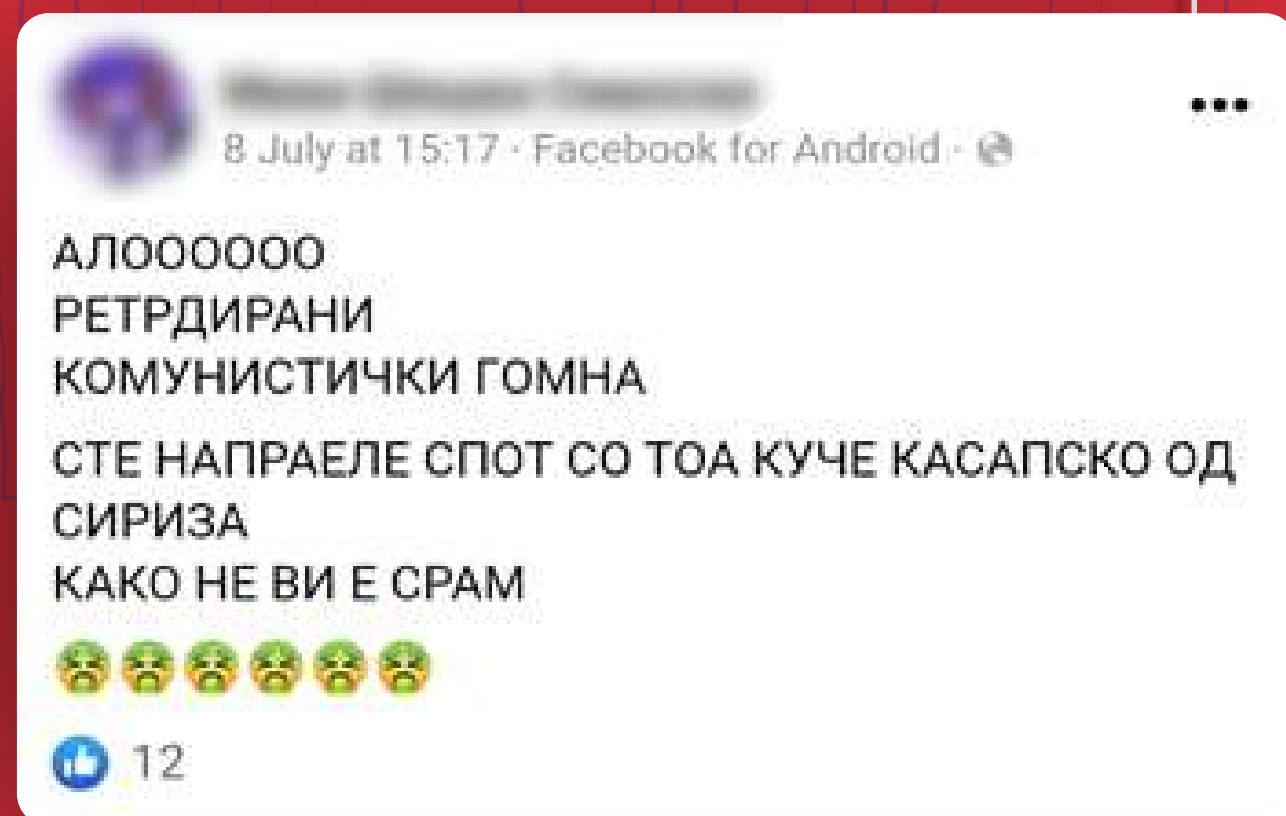 8 July at 15:17 · Facebook for Android ·
АЛОООООО
РЕТРДИРАНИ
КОМУНИСТИЧКИ ГОМНА
СТЕ НАПРАЕЛЕ СПОТ СО ТОА КУЧЕ КАСАПСКО ОД
СИРИЗА
КАКО НЕ ВИ Е СРАМ
12